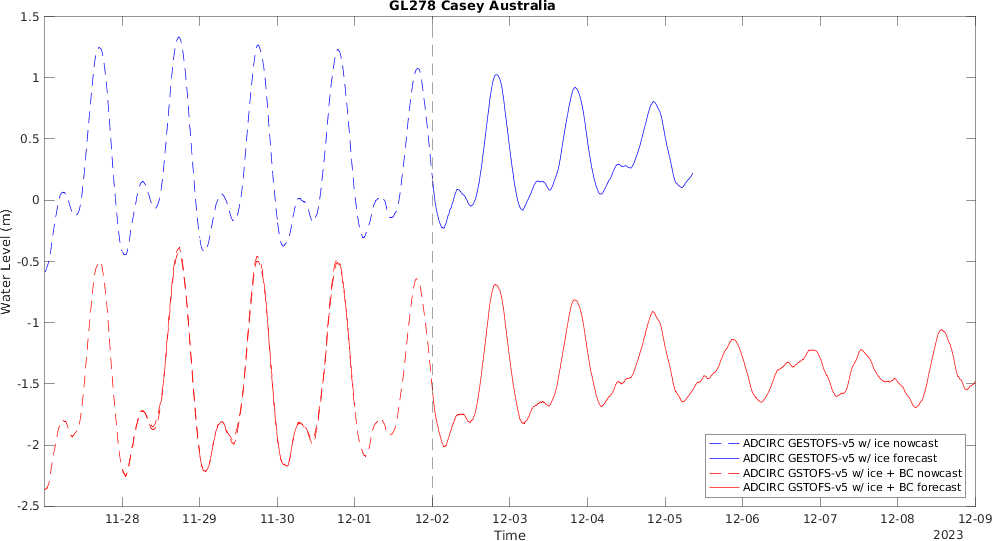 GL278 Casey Australia
1.5
1
0.5
0
-0.5
-1
-1.5
-2
-2.5
Water Level (m)
11-28 11-29 11-30 12-01 12-02 12-03 12-04 12-05 12-06 12-07 12-08 12-09
Time
2023
ADCIRC GESTOFS-v5 w/ ice nowcast
ADCIRC GESTOFS-v5 w/ ice forecast
ADCIRC GSTOFS-v5 w/ ice + BC nowcast
ADCIRC GSTOFS-v5 w/ ice + BC forecast